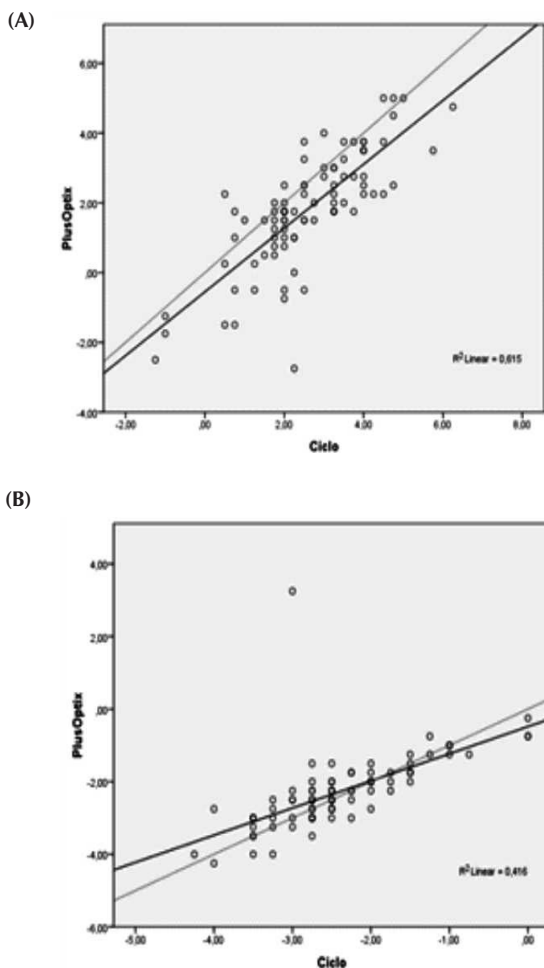 (A)
6,00
4,00
2,00
,00
-2,00
-4,00
PlusOptix
R² Linear = 0,615
-2,00 ,00 2,00 4,00 6,00 8,00
Ciclo
(B)
4,00
2,00
,00
-2,00
-4,00
-6,00
PlusOptix
R² Linear = 0,416
-5,00 -4,00 -3,00 -2,00 -1,00 ,00
Ciclo